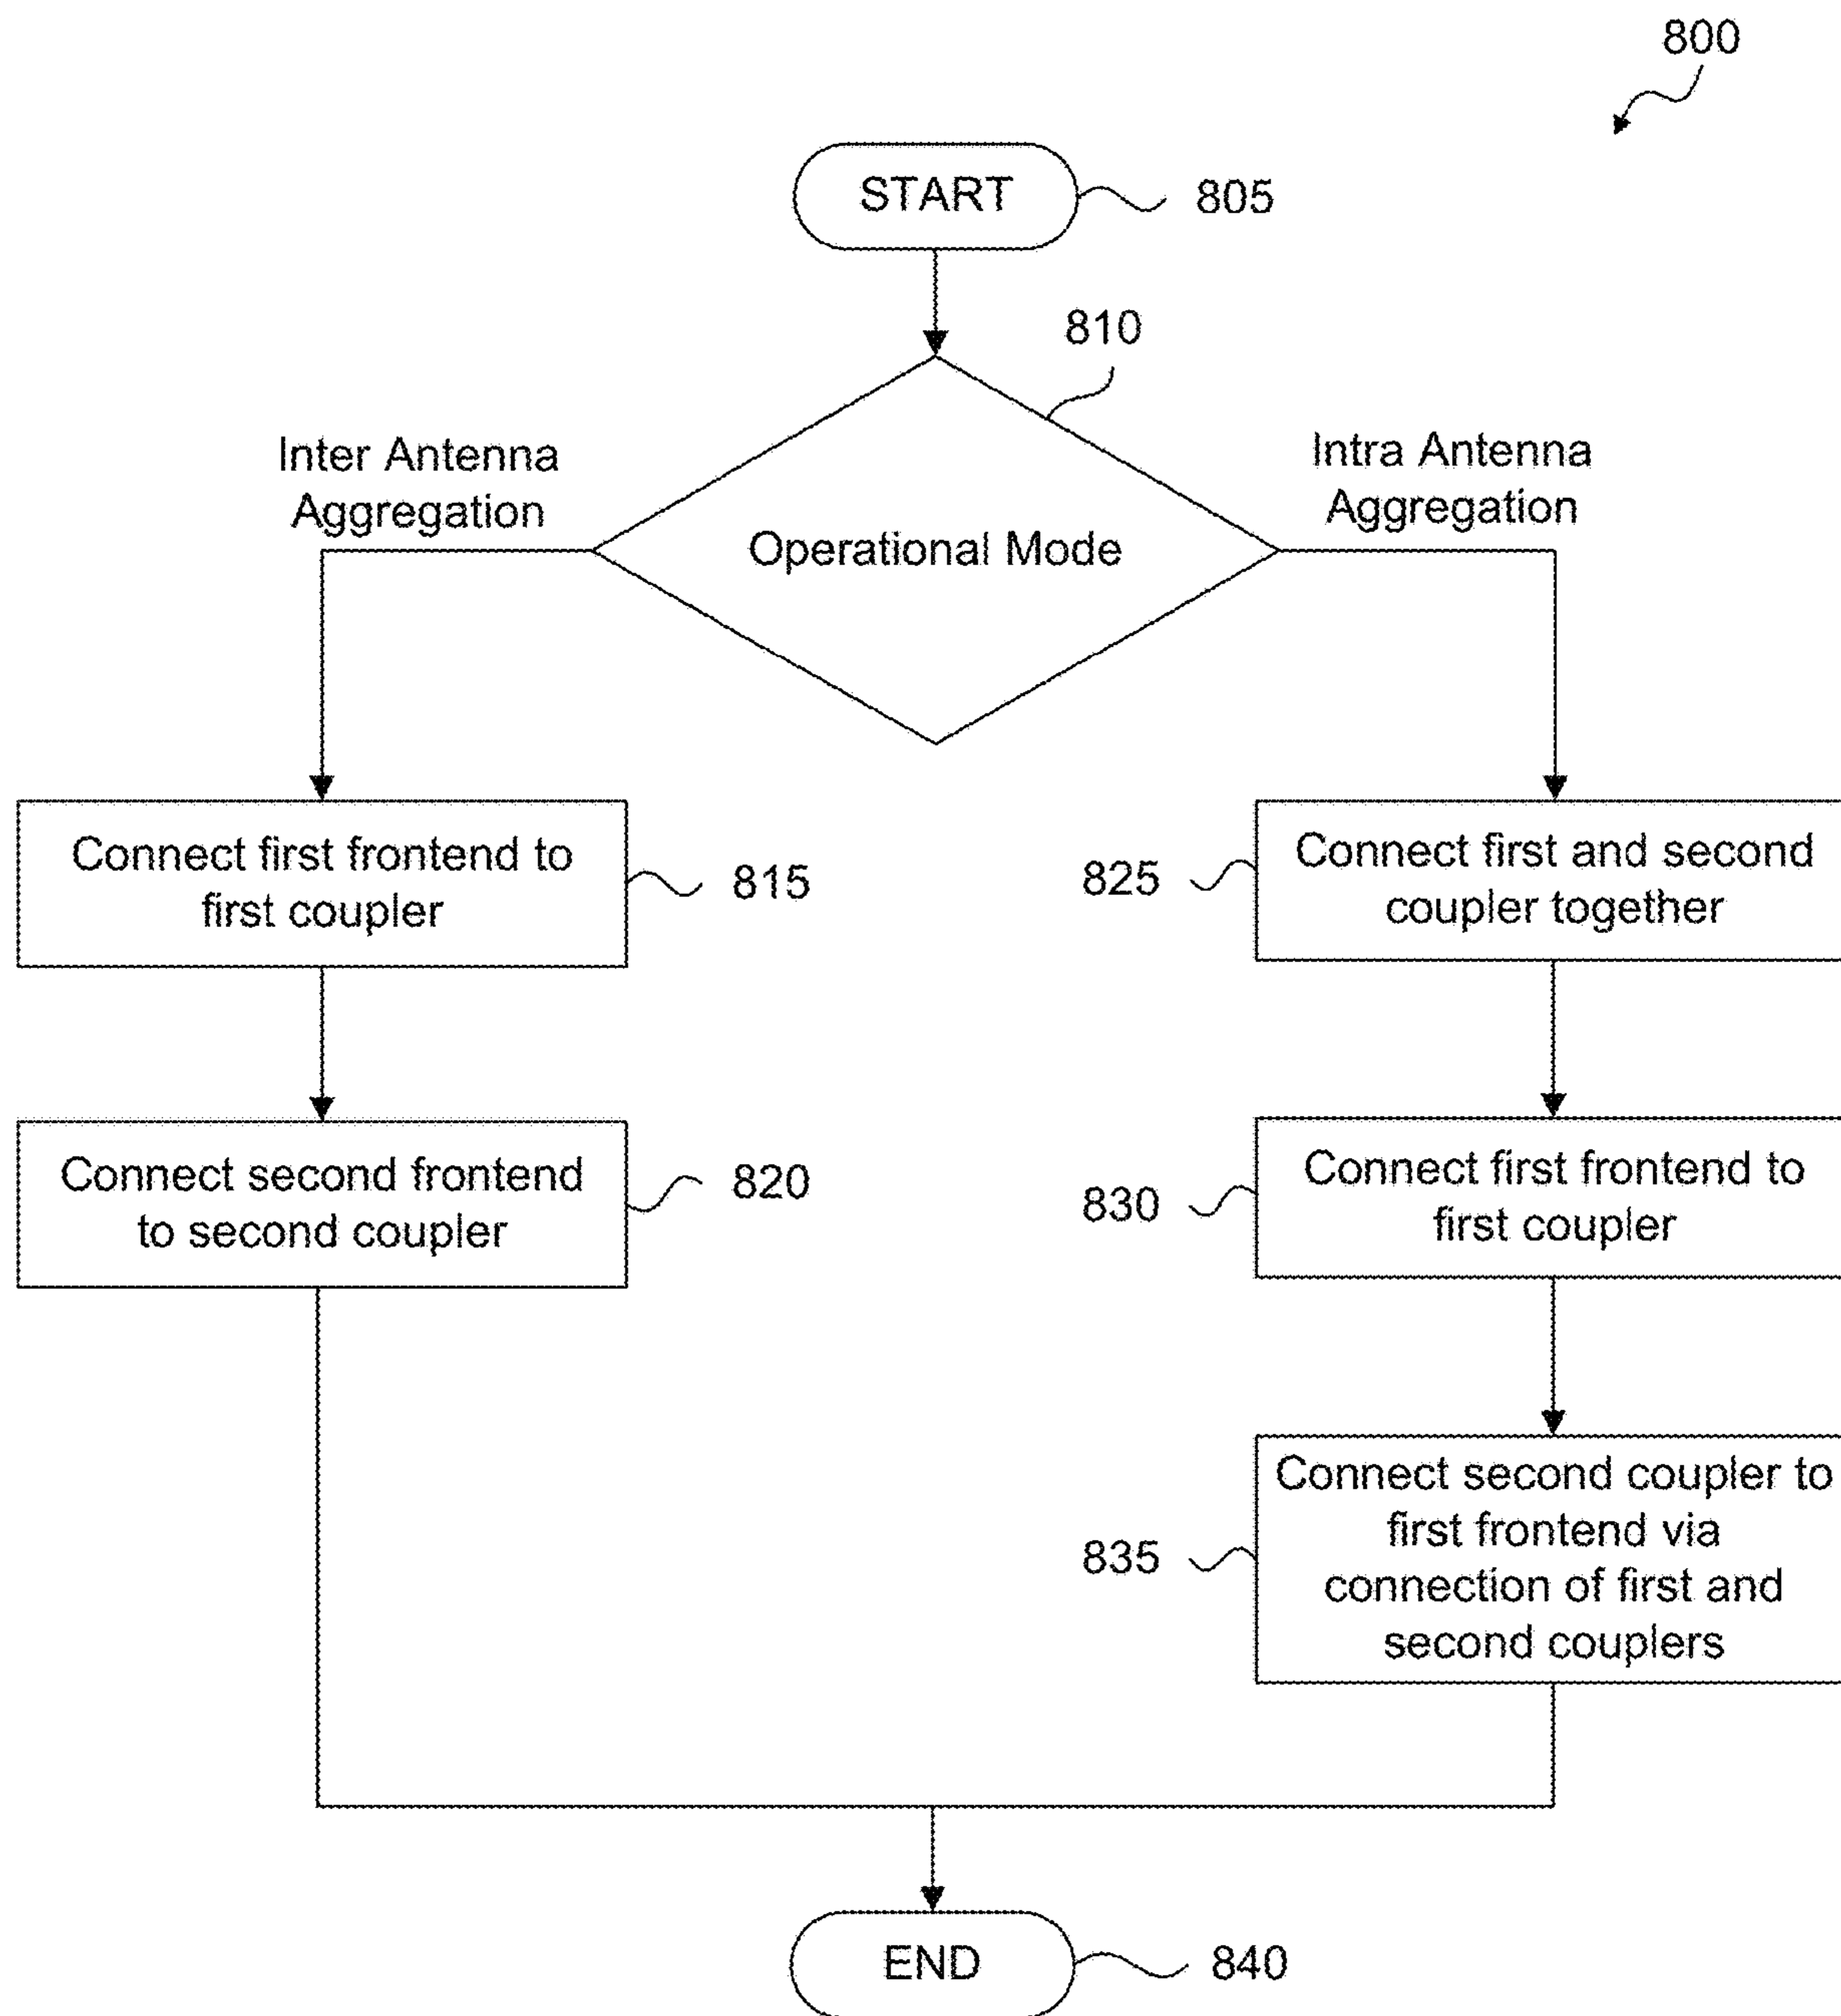 800
START
805
810
Inter Antenna
Aggregation
Intra Antenna
Aggregation
Operational Mode
Connect first frontend to
first coupler
815
825
Connect first and second
coupler together
Connect second frontend
to second coupler
820
830
Connect first frontend to
first coupler
835
Connect second coupler to
first frontend via
connection of first and
second couplers
END
840